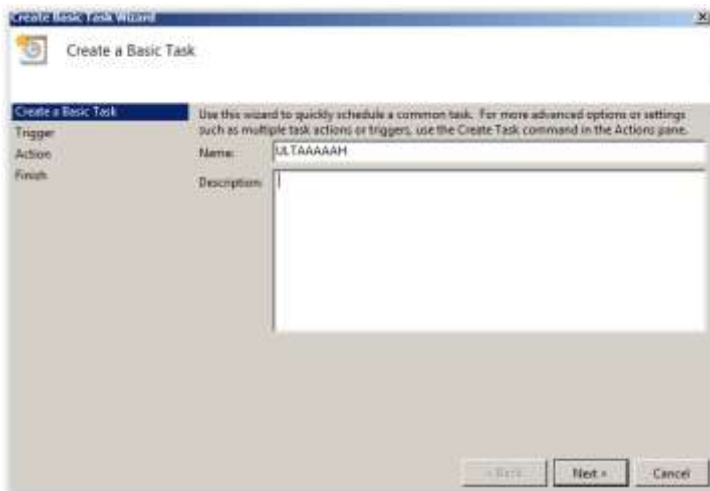 Create Basic Task Wizard
Create a Basic Task
Create a Basic Task
Use this wizard to quickly schedule a common task. For more advanced options or settings
such as multiple task actions or triggers, use the Create Task command in the Actions pane.
Trigger
Action
Name: ULTAAAAAH
Finish
Description:
< Back
Next >
Cancel